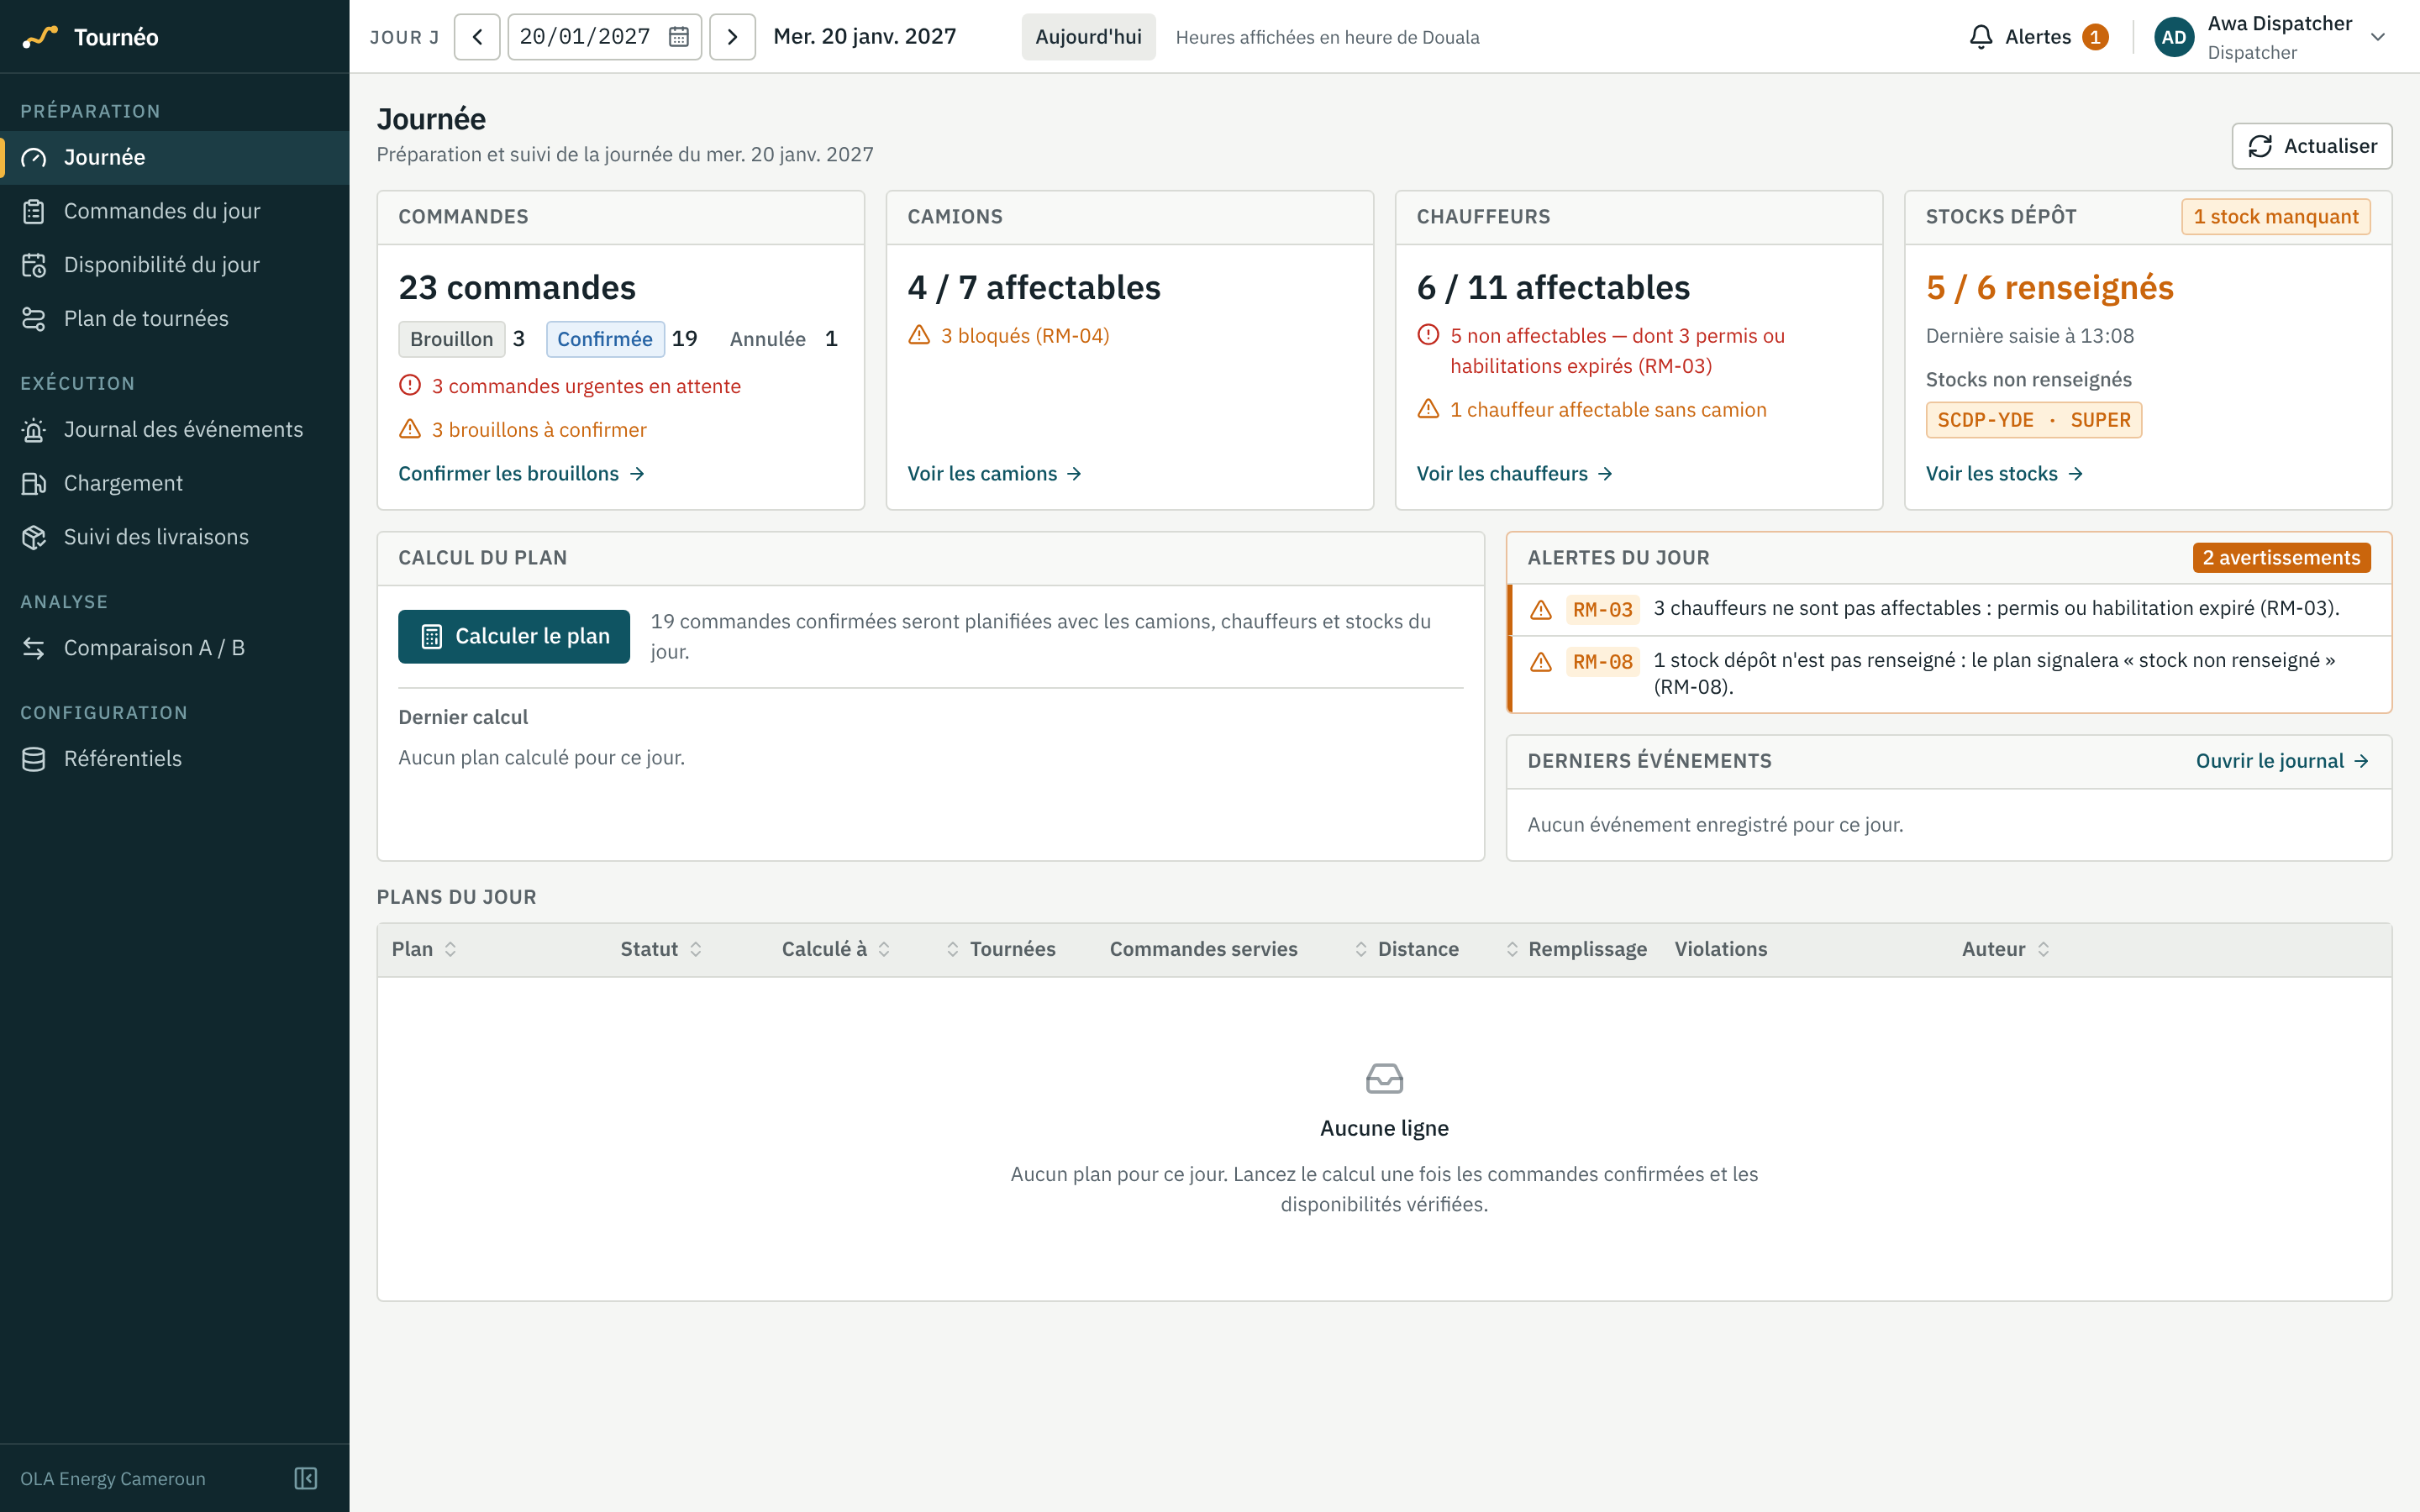 Tournéo
JOUR J
20/01/2027
Mer. 20 janv. 2027
Aujourd'hui
Heures affichées en heure de Douala
Alertes 1
AD
Awa Dispatcher
Dispatcher
PRÉPARATION
Journée
Commandes du jour
Disponibilité du jour
Plan de tournées
EXÉCUTION
Journal des événements
Chargement
Suivi des livraisons
ANALYSE
Comparaison A / B
CONFIGURATION
Référentiels
OLA Energy Cameroun
Journée
Préparation et suivi de la journée du mer. 20 janv. 2027
Actualiser
COMMANDES
23 commandes
Brouillon 3 Confirmée 19 Annulée 1
3 commandes urgentes en attente
3 brouillons à confirmer
Confirmer les brouillons →
CAMIONS
4 / 7 affectables
3 bloqués (RM-04)
Voir les camions →
CHAUFFEURS
6 / 11 affectables
5 non affectables — dont 3 permis ou
habilitations expirés (RM-03)
1 chauffeur affectable sans camion
Voir les chauffeurs →
STOCKS DÉPÔT
1 stock manquant
5 / 6 renseignés
Dernière saisie à 13:08
Stocks non renseignés
SCDP-YDE · SUPER
Voir les stocks →
CALCUL DU PLAN
Calculer le plan
19 commandes confirmées seront planifiées avec les camions, chauffeurs et stocks du
jour.
Dernier calcul
Aucun plan calculé pour ce jour.
ALERTES DU JOUR
2 avertissements
RM-03 3 chauffeurs ne sont pas affectables : permis ou habilitation expiré (RM-03).
RM-08 1 stock dépôt n'est pas renseigné : le plan signalera « stock non renseigné »
(RM-08).
DERNIERS ÉVÉNEMENTS
Ouvrir le journal →
Aucun événement enregistré pour ce jour.
PLANS DU JOUR
Plan Statut Calculé à Tournées Commandes servies Distance Remplissage Violations Auteur
Aucune ligne
Aucun plan pour ce jour. Lancez le calcul une fois les commandes confirmées et les
disponibilités vérifiées.